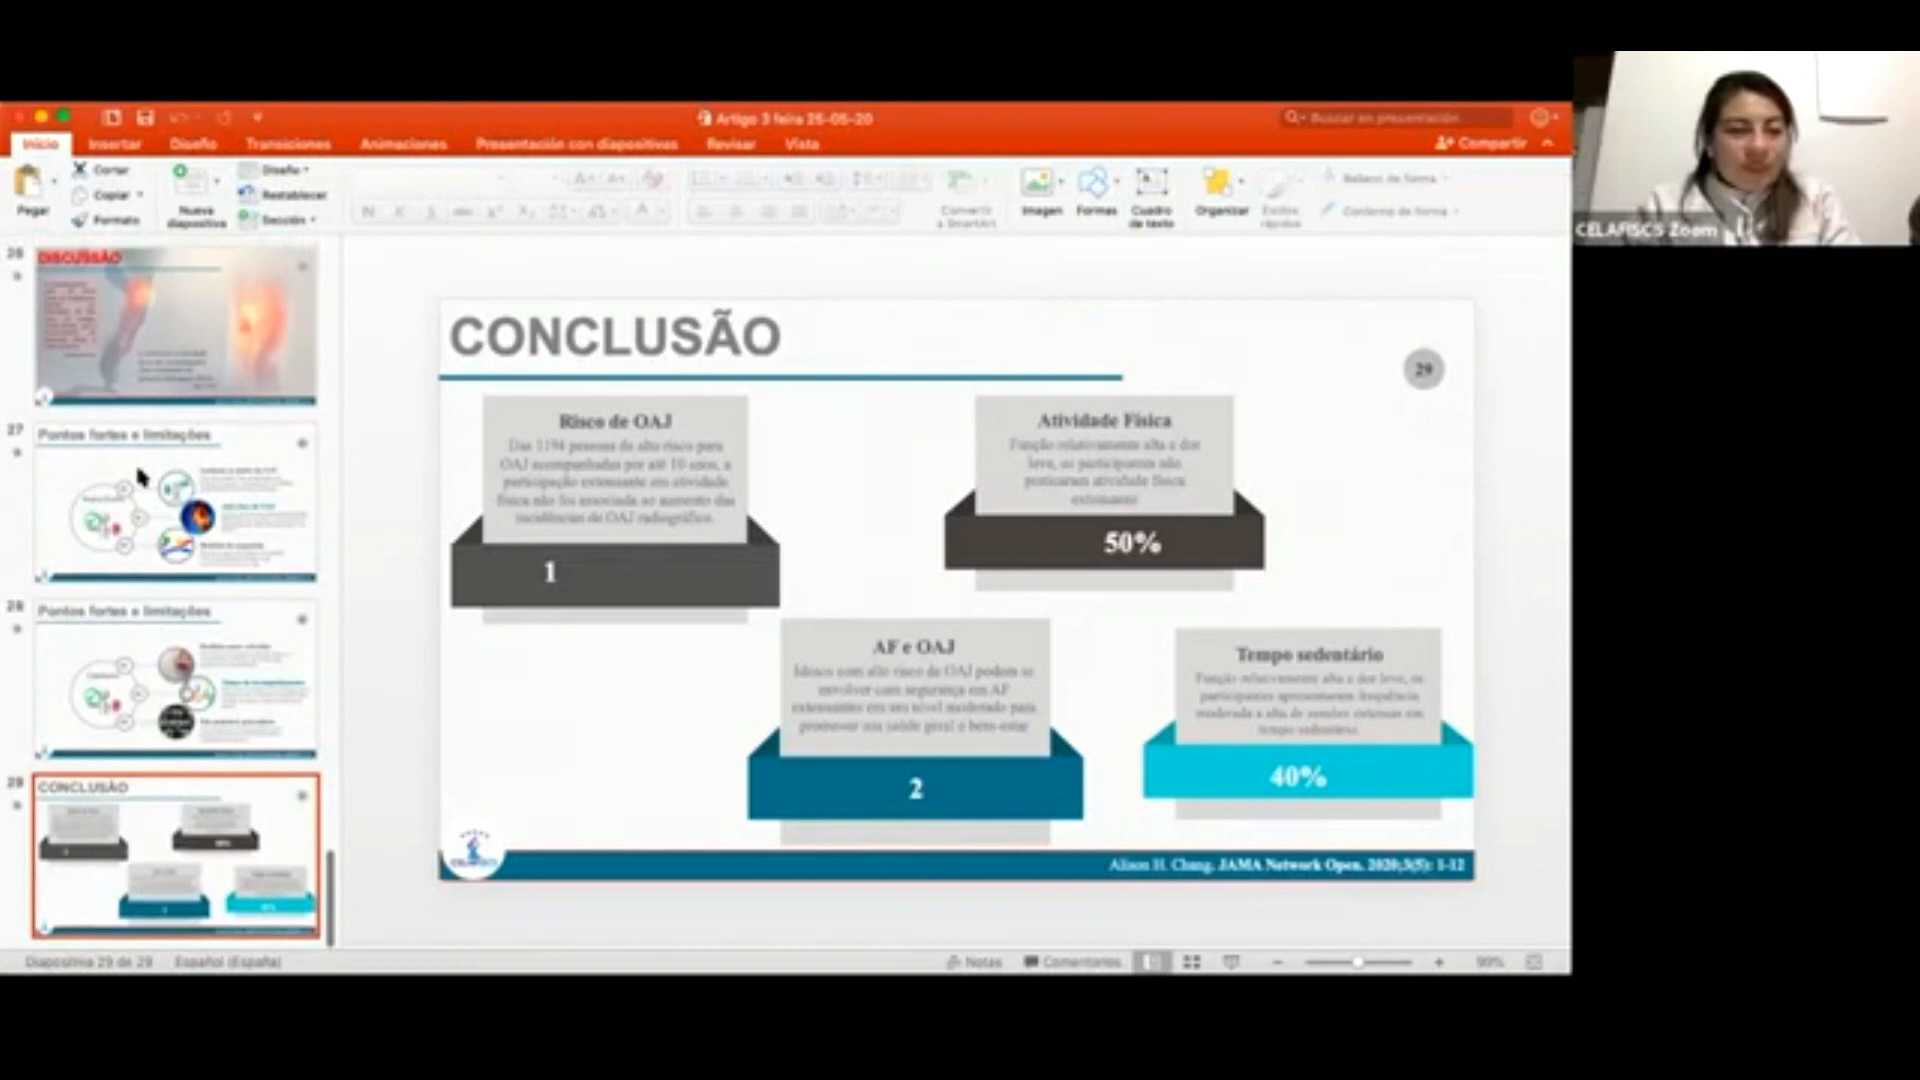 Artigo 3 feira 25-05-20
Buscar en presentación
Inicio
Insertar
Diseño
Transiciones
Animaciones
Presentación con diapositivas
Revisar
Vista
Compartir
Pegar
Cortar
Copiar
Formato
Nueva
diapositiva
Diseño
Restablecer
Sección
Convertir
a SmartArt
Imagen
Formas
Cuadro
de texto
Organizar
Estilos
rápidos
Relleno de forma
Contorno de forma
CELAFISCS Zoom
26
DISCUSSÃO
27
Pontos fortes e limitações
28
Pontos fortes e limitações
29
CONCLUSÃO
CONCLUSÃO
29
Risco de OAJ
Das 1194 pessoas de alto risco para
OAJ acompanhadas por até 10 anos, a
participação extenuante em atividade
física não foi associada ao aumento das
incidências de OAJ radiográfico.
1
Atividade Física
Função relativamente alta e dor
leve, os participantes não
praticaram atividade física
extenuante
50%
AF e OAJ
Idosos com alto risco de OAJ podem se
envolver com segurança em AF
extenuantes em um nível moderado para
promover sua saúde geral e bem-estar
2
Tempo sedentário
Função relativamente alta e dor leve, os
participantes apresentaram frequência
moderada a alta de sessões extensas em
tempo sedentário.
40%
Alison H. Chang, JAMA Network Open. 2020;3(5): 1-12
Diapositiva 29 de 29
Español (España)
Notas
Comentarios
99%